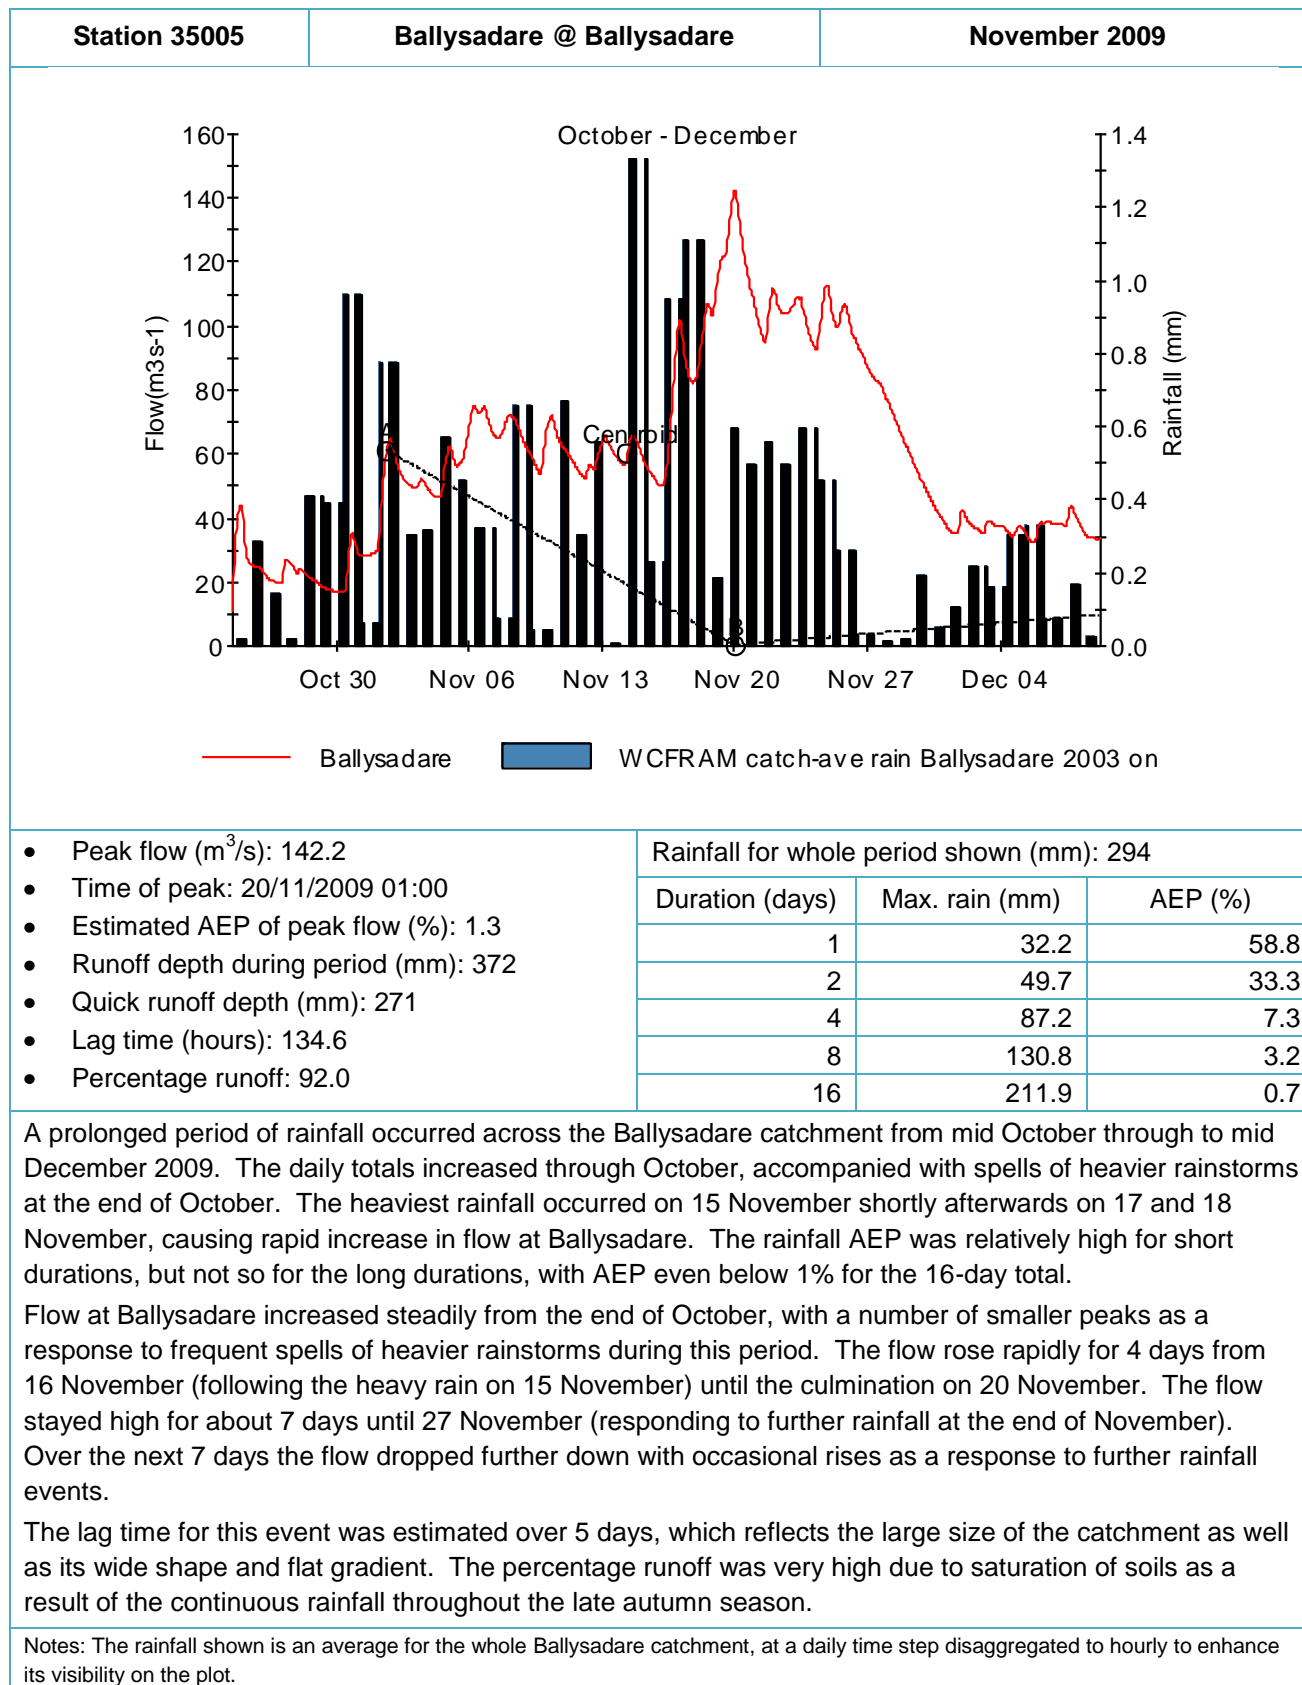 Station 35005 Ballysadare @ Ballysadare November 2009
October - December
160 1.4
140 1.2
120 1.0
100 0.8
80 0.6
60 0.4
40 0.2
20 0.0
0
Flow(m3s-1)
Rainfall (mm)
A
Centroid
Oct 30 Nov 06 Nov 13 Nov 20 Nov 27 Dec 04
Ballysadare WCFRAM catch-ave rain Ballysadare 2003 on
• Peak flow (m3/s): 142.2
• Time of peak: 20/11/2009 01:00
• Estimated AEP of peak flow (%): 1.3
• Runoff depth during period (mm): 372
• Quick runoff depth (mm): 271
• Lag time (hours): 134.6
• Percentage runoff: 92.0
Rainfall for whole period shown (mm): 294
Duration (days) Max. rain (mm) AEP (%)
1 32.2 58.8
2 49.7 33.3
4 87.2 7.3
8 130.8 3.2
16 211.9 0.7
A prolonged period of rainfall occurred across the Ballysadare catchment from mid October through to mid
December 2009. The daily totals increased through October, accompanied with spells of heavier rainstorms
at the end of October. The heaviest rainfall occurred on 15 November shortly afterwards on 17 and 18
November, causing rapid increase in flow at Ballysadare. The rainfall AEP was relatively high for short
durations, but not so for the long durations, with AEP even below 1% for the 16-day total.
Flow at Ballysadare increased steadily from the end of October, with a number of smaller peaks as a
response to frequent spells of heavier rainstorms during this period. The flow rose rapidly for 4 days from
16 November (following the heavy rain on 15 November) until the culmination on 20 November. The flow
stayed high for about 7 days until 27 November (responding to further rainfall at the end of November).
Over the next 7 days the flow dropped further down with occasional rises as a response to further rainfall
events.
The lag time for this event was estimated over 5 days, which reflects the large size of the catchment as well
as its wide shape and flat gradient. The percentage runoff was very high due to saturation of soils as a
result of the continuous rainfall throughout the late autumn season.
Notes: The rainfall shown is an average for the whole Ballysadare catchment, at a daily time step disaggregated to hourly to enhance
its visibility on the plot.